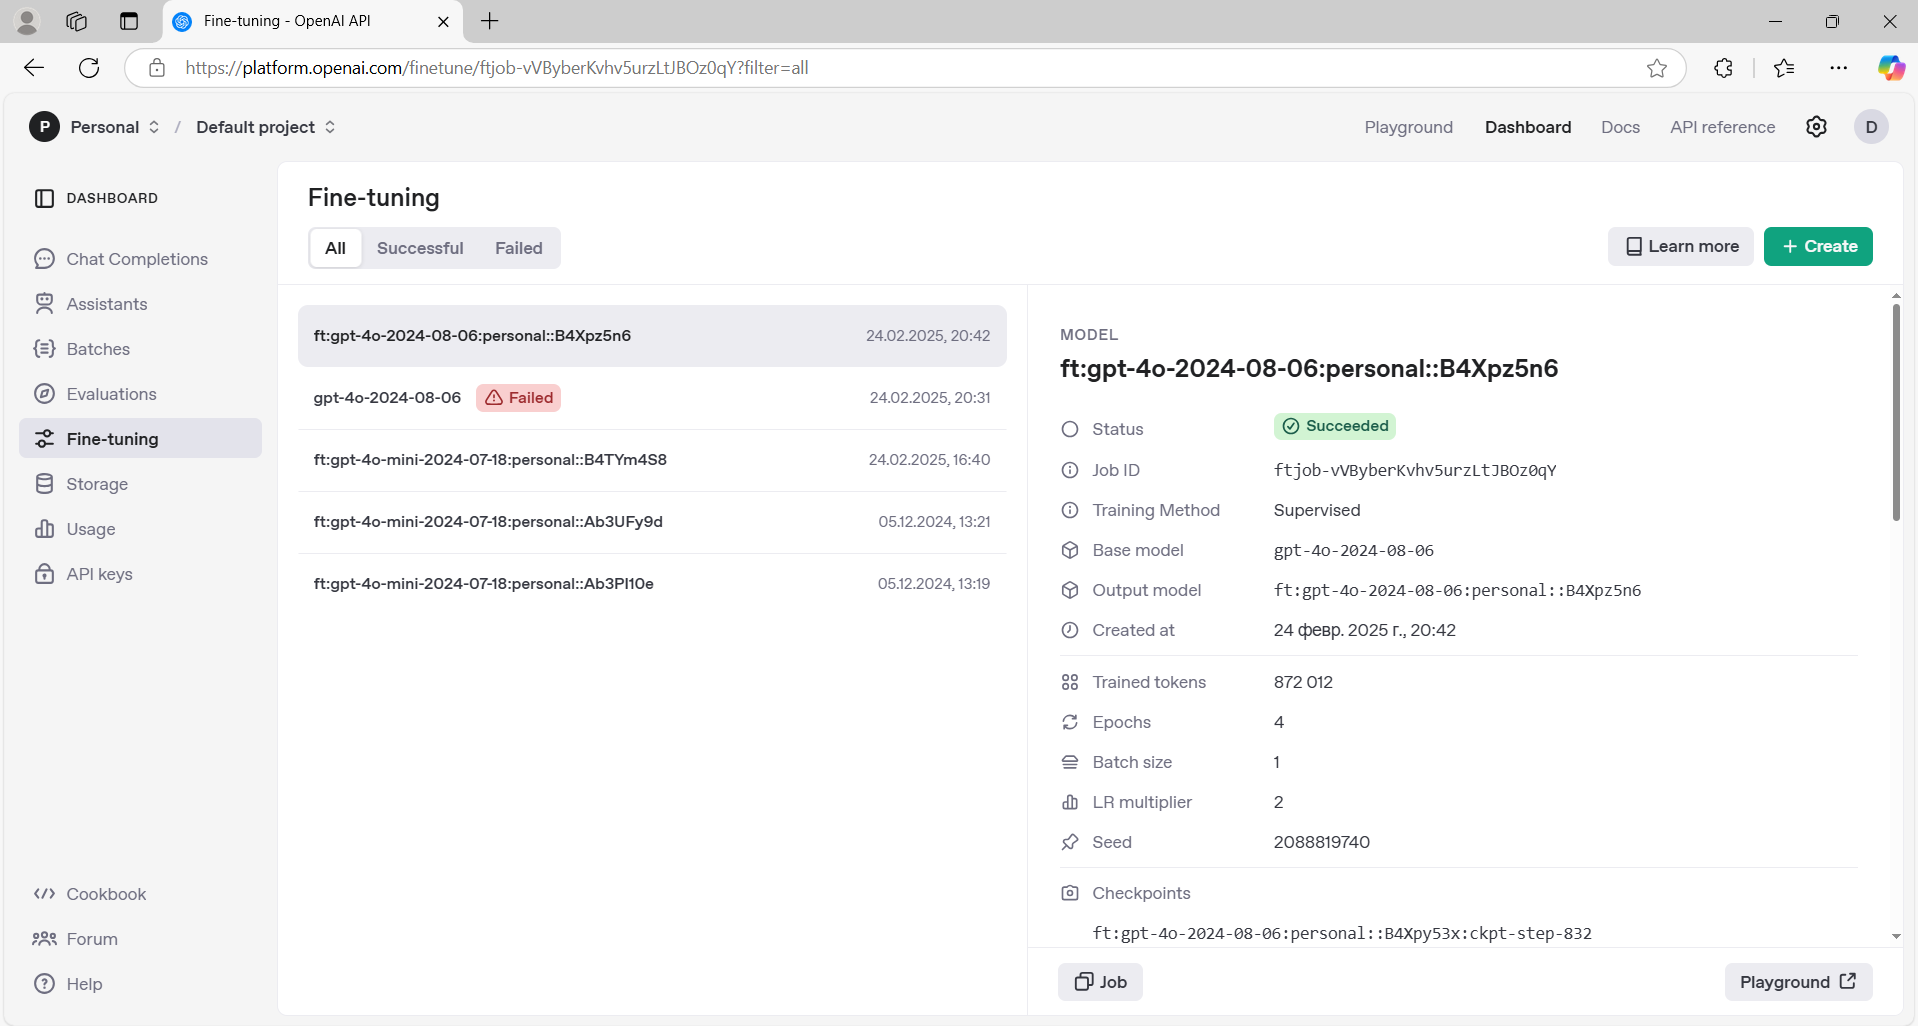 Fine-tuning - OpenAI API
https://platform.openai.com/finetune/ftjob-vVByberKvhv5urzLtJBOz0qY?filter=all
P Personal / Default project
Playground Dashboard Docs API reference D
DASHBOARD
Chat Completions
Assistants
Batches
Evaluations
Fine-tuning
Storage
Usage
API keys
Cookbook
Forum
Help
Fine-tuning
All Successful Failed
Learn more + Create
ft:gpt-4o-2024-08-06:personal::B4Xpz5n6 24.02.2025, 20:42
gpt-4o-2024-08-06 Failed 24.02.2025, 20:31
ft:gpt-4o-mini-2024-07-18:personal::B4TYm4S8 24.02.2025, 16:40
ft:gpt-4o-mini-2024-07-18:personal::Ab3UFy9d 05.12.2024, 13:21
ft:gpt-4o-mini-2024-07-18:personal::Ab3PI10e 05.12.2024, 13:19
MODEL
ft:gpt-4o-2024-08-06:personal::B4Xpz5n6
Status Succeeded
Job ID ftjob-vVByberKvhv5urzLtJBOz0qY
Training Method Supervised
Base model gpt-4o-2024-08-06
Output model ft:gpt-4o-2024-08-06:personal::B4Xpz5n6
Created at 24 февр. 2025 г., 20:42
Trained tokens 872 012
Epochs 4
Batch size 1
LR multiplier 2
Seed 2088819740
Checkpoints
ft:gpt-4o-2024-08-06:personal::B4Xpy53x:ckpt-step-832
Job Playground